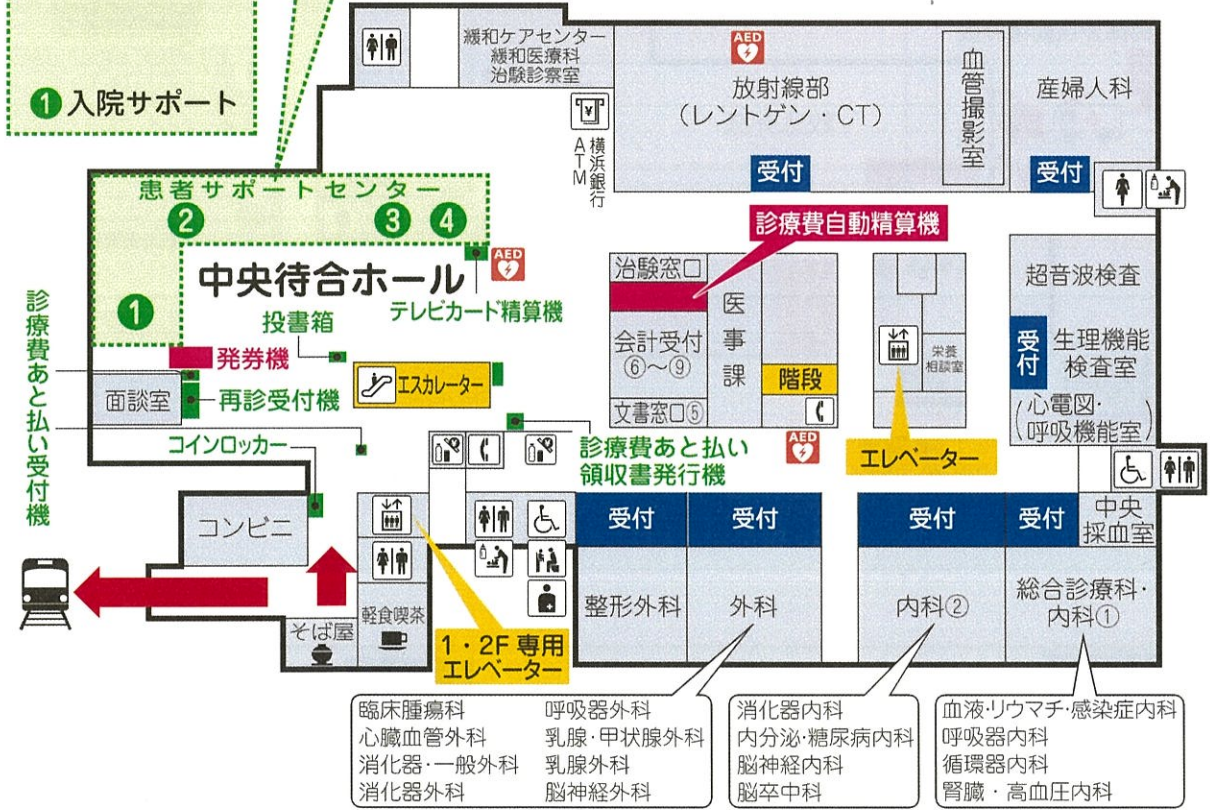 ❶入院サポート
緩和ケアセンター
緩和医療科
治験診察室
AED
放射線部
(レントゲン・CT)
受付
血管撮影室
産婦人科
受付
横浜銀行
ATM
患者サポートセンター
❷
❸
❹
❶
中央待合ホール
AED
テレビカード精算機
投書箱
発券機
エスカレーター
面談室
再診受付機
診療費あと払い受付機
コインロッカー
診療費自動精算機
治験窓口
会計受付
⑥〜⑨
文書窓口⑤
医事課
階段
AED
診療費あと払い
領収書発行機
栄養
相談室
エレベーター
超音波検査
受付
生理機能
検査室
(心電図・
呼吸機能室)
コンビニ
そば屋
軽食喫茶
1・2F 専用
エレベーター
受付
整形外科
受付
外科
受付
内科②
受付
総合診療科・
内科①
中央
採血室
臨床腫瘍科
心臓血管外科
消化器・一般外科
消化器外科
呼吸器外科
乳腺・甲状腺外科
乳腺外科
脳神経外科
消化器内科
内分泌・糖尿病内科
脳神経内科
脳卒中科
血液・リウマチ・感染症内科
呼吸器内科
循環器内科
腎臓・高血圧内科